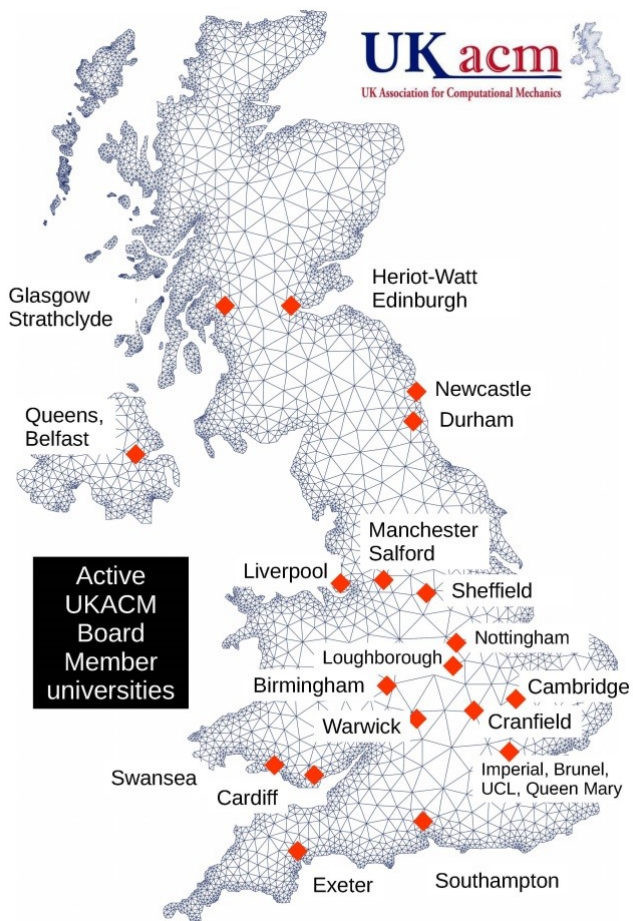 UK acm
UK Association for Computational Mechanics
Glasgow
Strathclyde
Heriot-Watt
Edinburgh
Newcastle
Durham
Queens,
Belfast
Manchester
Salford
Liverpool
Sheffield
Active
UKACM
Board
Member
universities
Nottingham
Loughborough
Birmingham
Cambridge
Warwick
Cranfield
Swansea
Cardiff
Imperial, Brunel,
UCL, Queen Mary
Exeter
Southampton